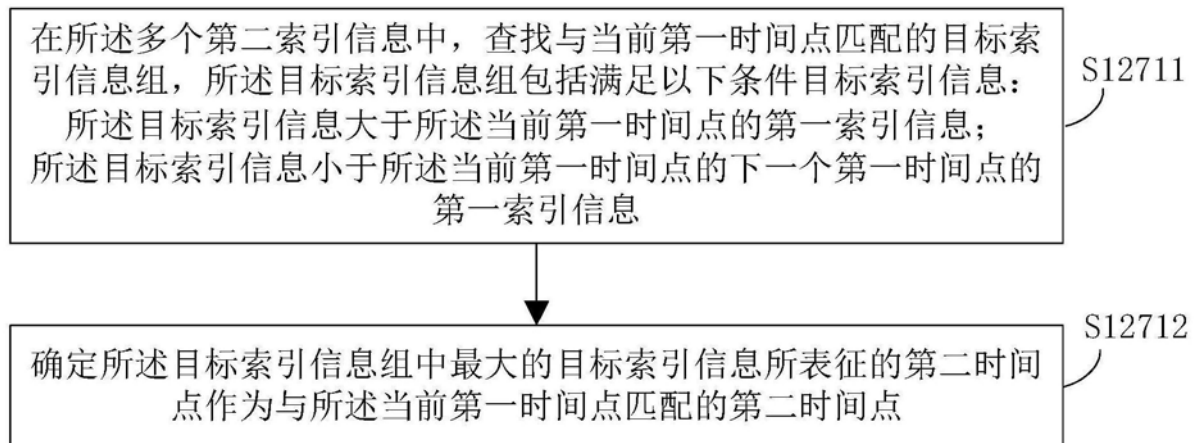 在所述多个第二索引信息中，查找与当前第一时间点匹配的目标索
引信息组，所述目标索引信息组包括满足以下条件目标索引信息：
所述目标索引信息大于所述当前第一时间点的第一索引信息；
所述目标索引信息小于所述当前第一时间点的下一个第一时间点的
第一索引信息
S12711
确定所述目标索引信息组中最大的目标索引信息所表征的第二时间
点作为与所述当前第一时间点匹配的第二时间点
S12712